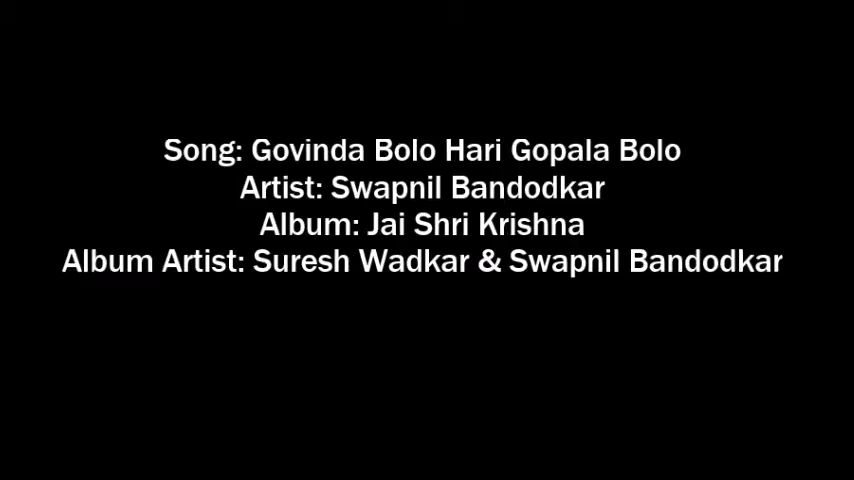 Song: Govinda Bolo Hari Gopala Bolo
Artist: Swapnil Bandodkar
Album: Jai Shri Krishna
Album Artist: Suresh Wadkar & Swapnil Bandodkar